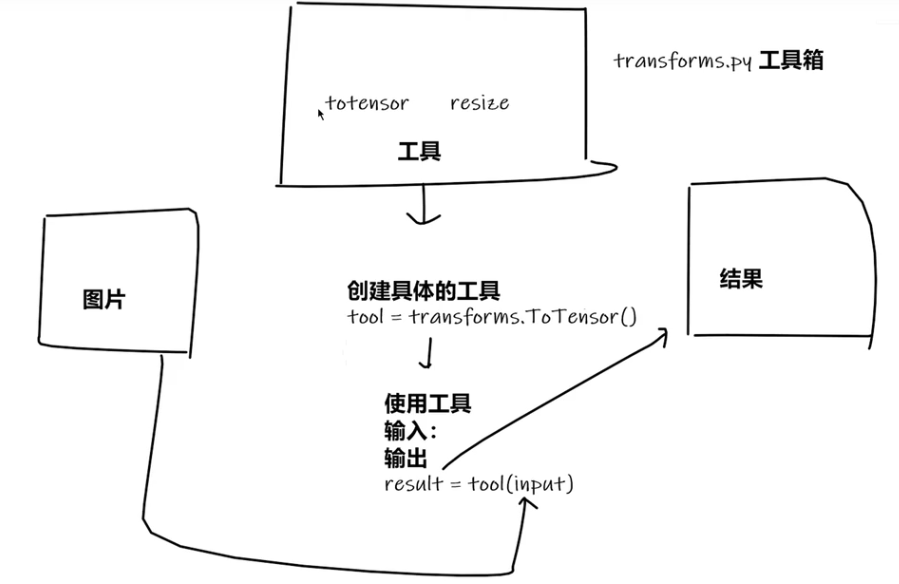 transforms.py 工具箱
totensor resize
工具
图片
创建具体的工具
tool = transforms.ToTensor()
结果
使用工具
输入：
输出
result = tool(input)